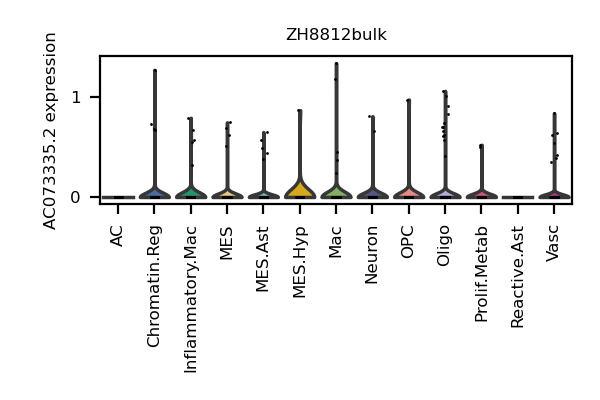 ZH8812bulk
AC073335.2 expression
1
0
AC
Chromatin.Reg
Inflammatory.Mac
MES
MES.Ast
MES.Hyp
Mac
Neuron
OPC
Oligo
Prolif.Metab
Reactive.Ast
Vasc